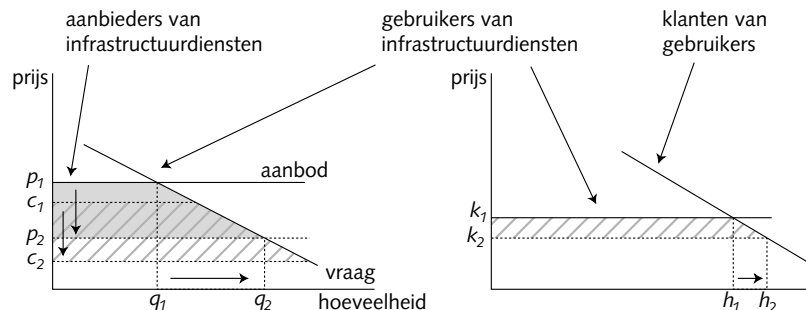 aanbieders van
infrastructuurdiensten
gebruikers van
infrastructuurdiensten
klanten van
gebruikers
prijs
aanbod
p1
c1
p2
c2
vraag
q1
q2
hoeveelheid
prijs
k1
k2
h1
h2